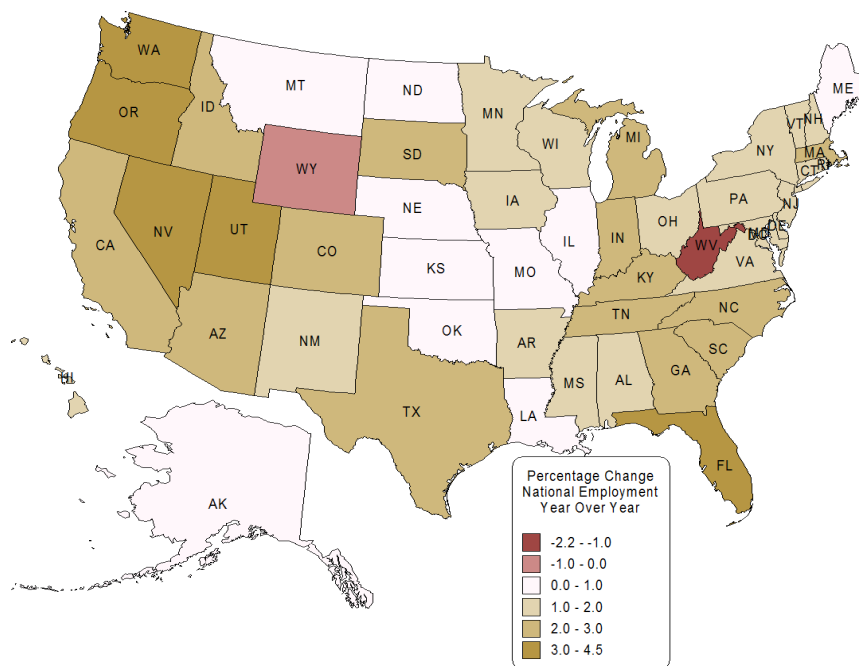 WA
ME
MT
ND
OR
ID
MN
VT
NH
WI
NY
SD
MI
MA
WY
CT
IA
PA
NE
NJ
OH
DE
NV
UT
IL
IN
CA
CO
WV
VA
KS
MO
KY
NC
TN
AZ
NM
OK
AR
SC
MS
AL
GA
HI
TX
LA
FL
AK
Percentage Change
National Employment
Year Over Year
-2.2 - -1.0
-1.0 - 0.0
0.0 - 1.0
1.0 - 2.0
2.0 - 3.0
3.0 - 4.5